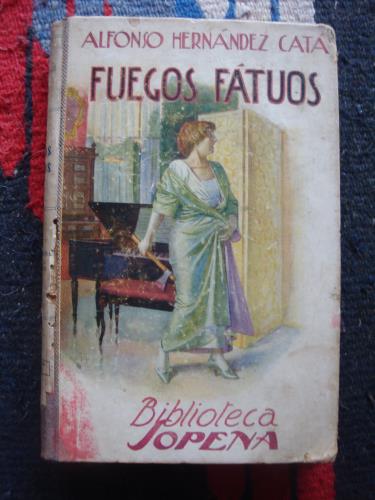 ALFONSO HERNÁNDEZ CATÁ
FUEGOS FÁTUOS
Biblioteca
SOPENA